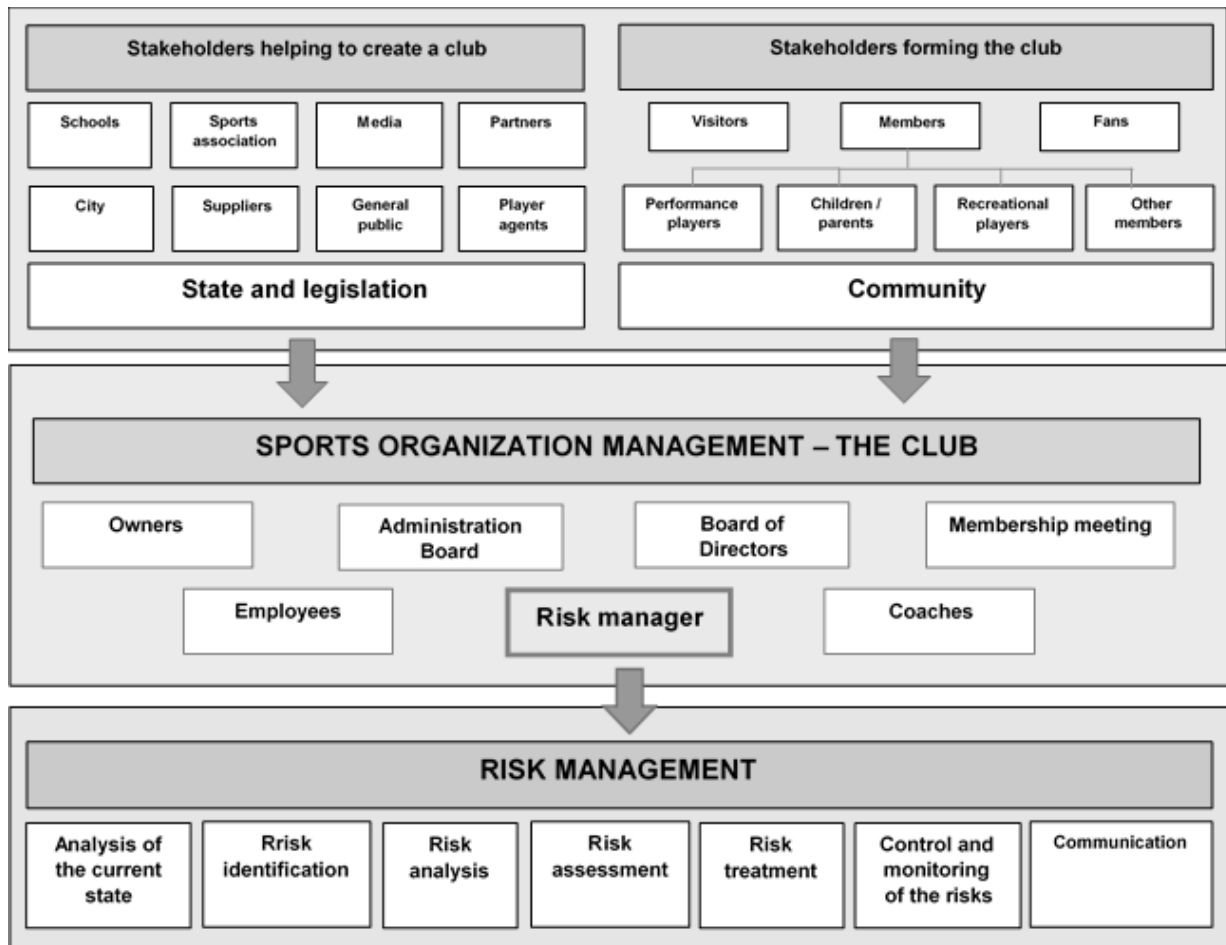 Stakeholders helping to create a club
Stakeholders forming the club
Schools
Sports
association
Media
Partners
Visitors
Members
Fans
City
Suppliers
General
public
Player
agents
Performance
players
Children /
parents
Recreational
players
Other
members
State and legislation
Community
SPORTS ORGANIZATION MANAGEMENT – THE CLUB
Owners
Administration
Board
Board of
Directors
Membership meeting
Employees
Risk manager
Coaches
RISK MANAGEMENT
Analysis of
the current
state
Rrisk
identification
Risk
analysis
Risk
assessment
Risk
treatment
Control and
monitoring
of the risks
Communication